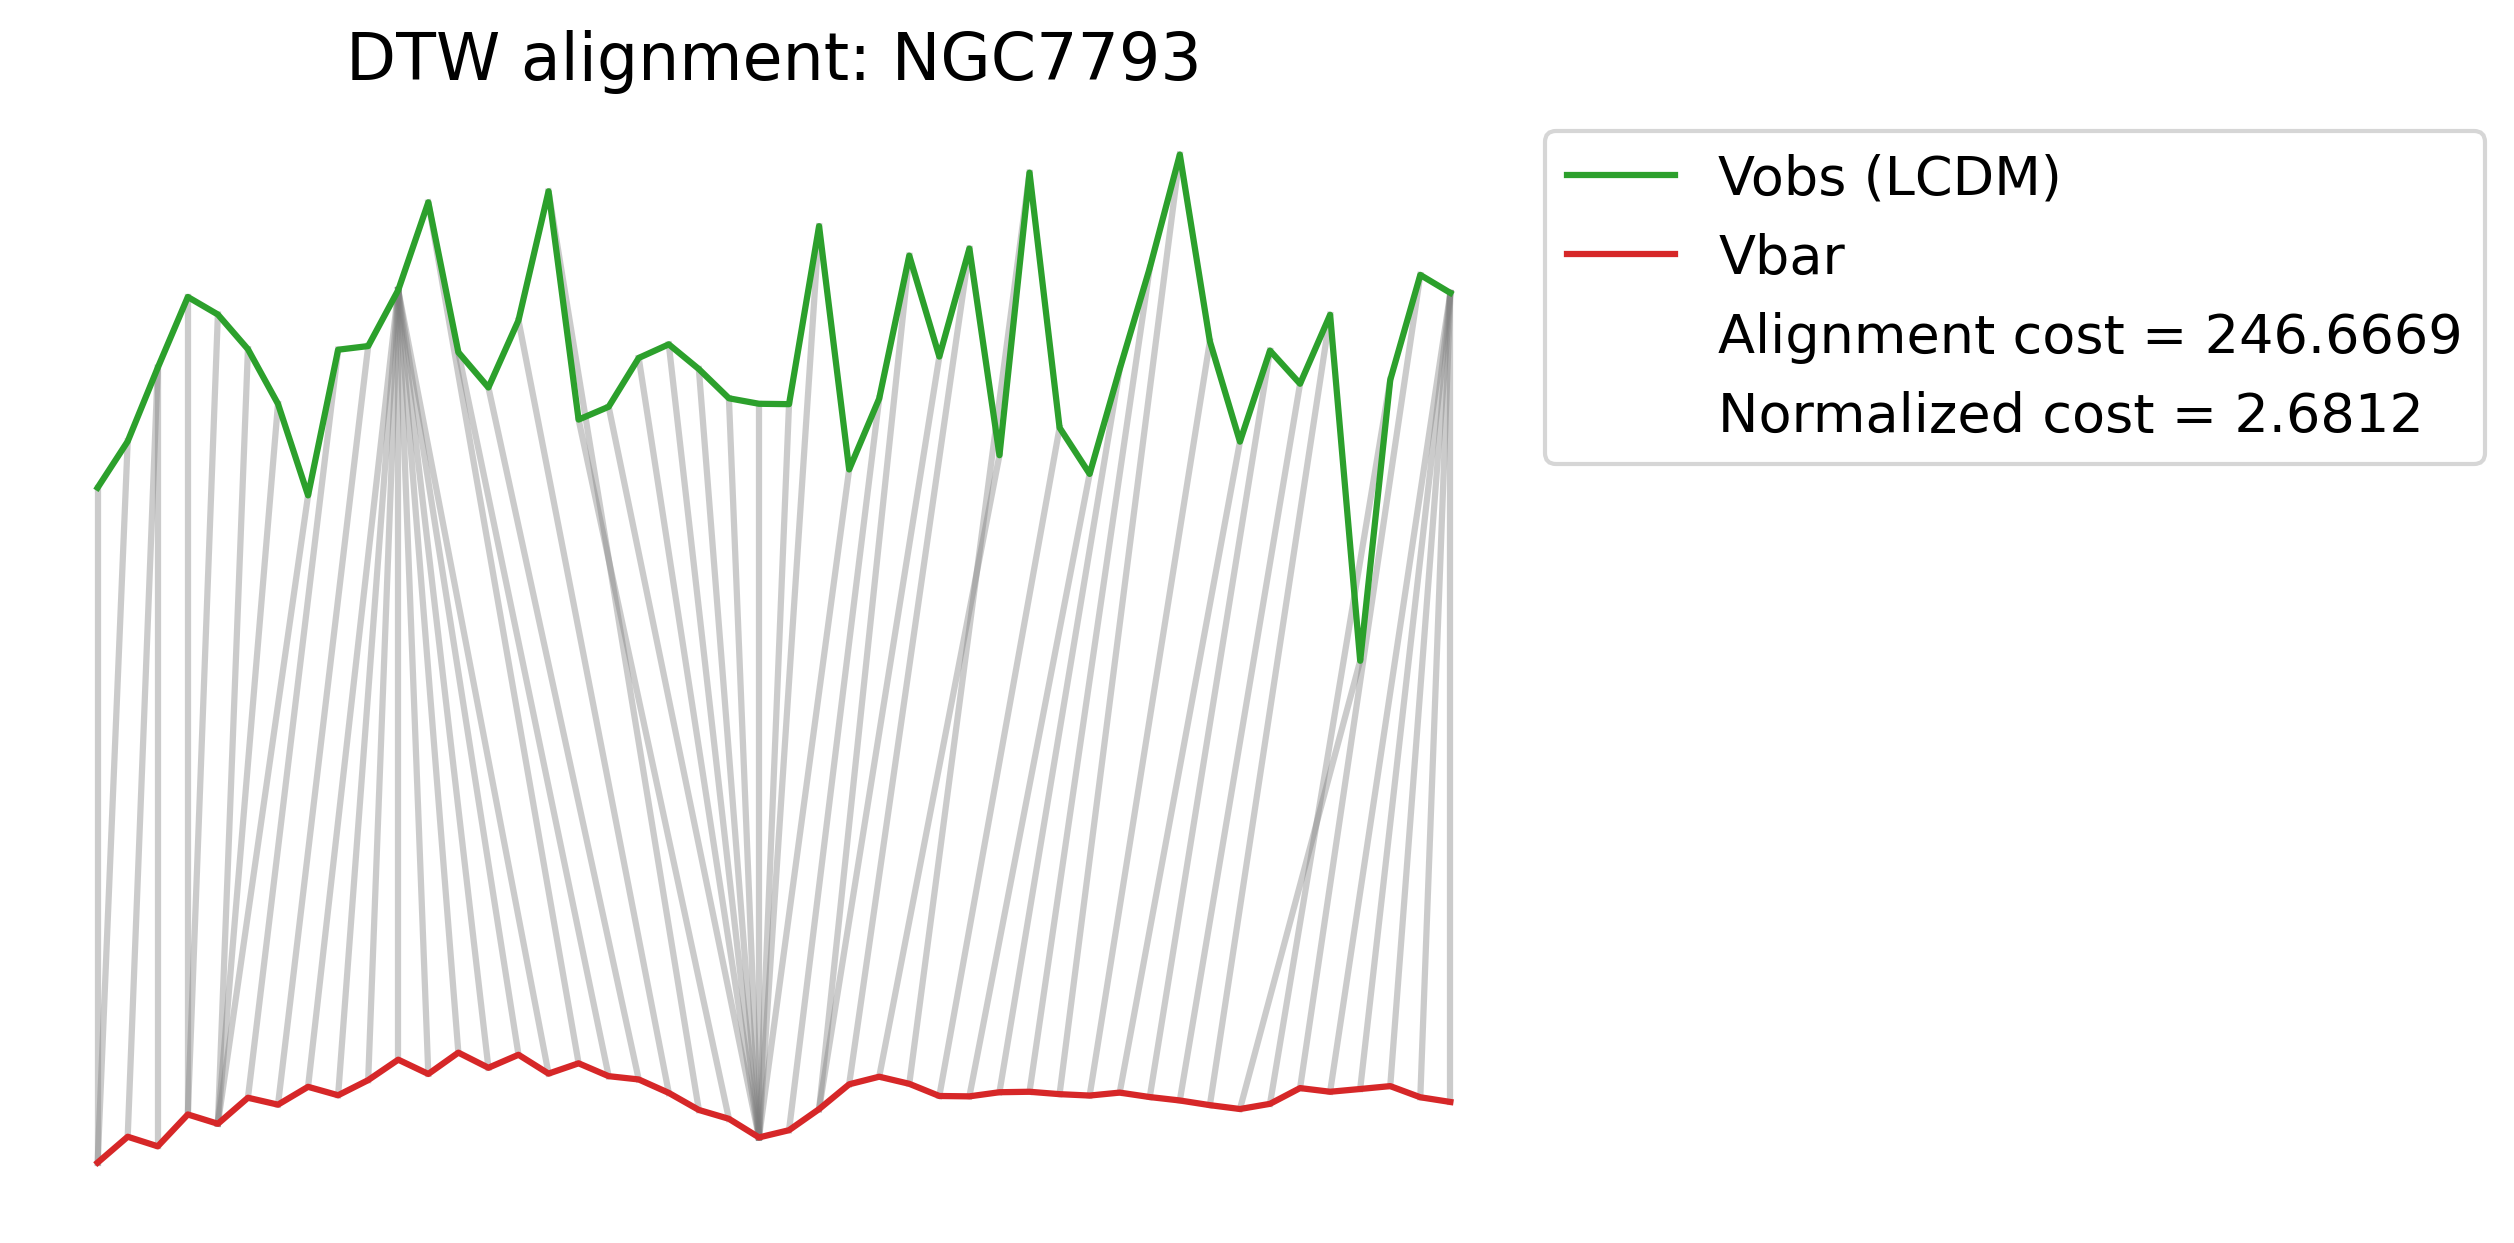 DTW alignment: NGC7793
Vobs (LCDM)
Vbar
Alignment cost = 246.6669
Normalized cost = 2.6812